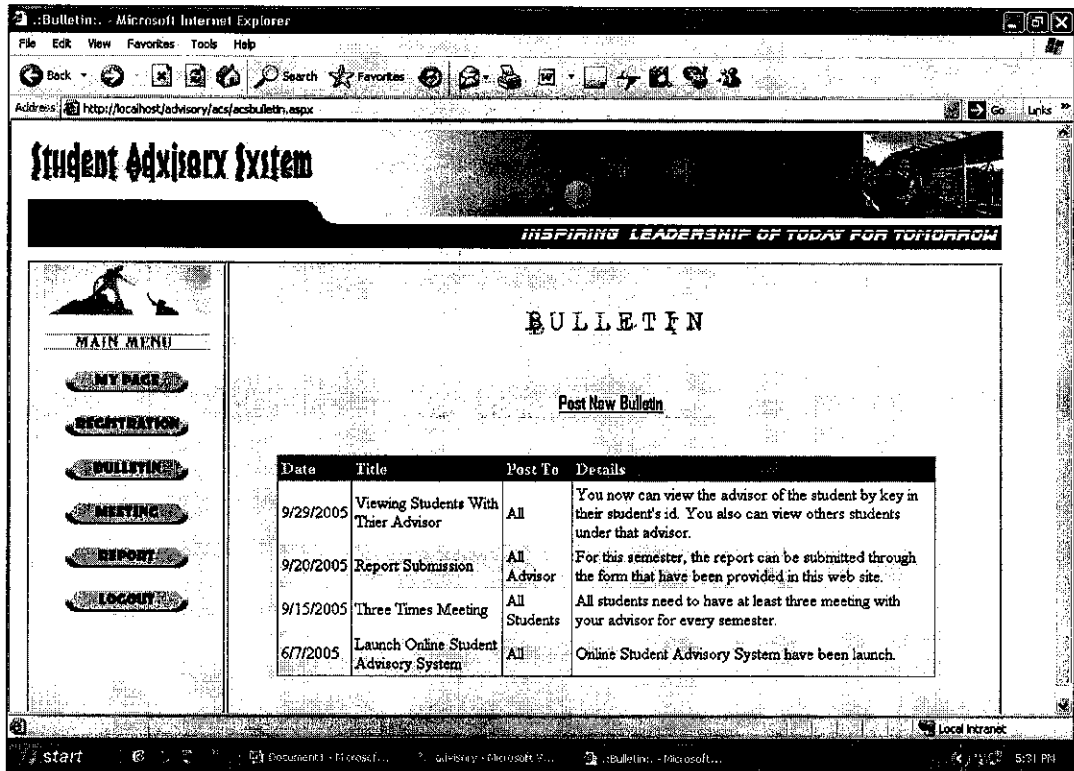 .:Bulletin:. - Microsoft Internet Explorer
File Edit View Favorites Tools Help
Back Search Favorites
Address http://localhost/advisory/acs/acsbulletin.aspx Go Links »
Student Advisory System
INSPIRING LEADERSHIP OF TODAY FOR TOMORROW
MAIN MENU
MY PAGE
REGISTRATION
BULLETIN
MEETING
REPORT
LOGOUT
BULLETIN
Post New Bulletin
Date Title Post To Details
9/29/2005 Viewing Students With Thier Advisor All You now can view the advisor of the student by key in
their student's id. You also can view others students
under that advisor.
9/20/2005 Report Submission All Advisor For this semester, the report can be submitted through
the form that have been provided in this web site.
9/15/2005 Three Times Meeting All Students All students need to have at least three meeting with
your advisor for every semester.
6/7/2005 Launch Online Student Advisory System All Online Student Advisory System have been launch.
Local intranet
start Document1 - Microsof... advisory - Microsoft V... .:Bulletin:. - Microsoft... 5:31 PM